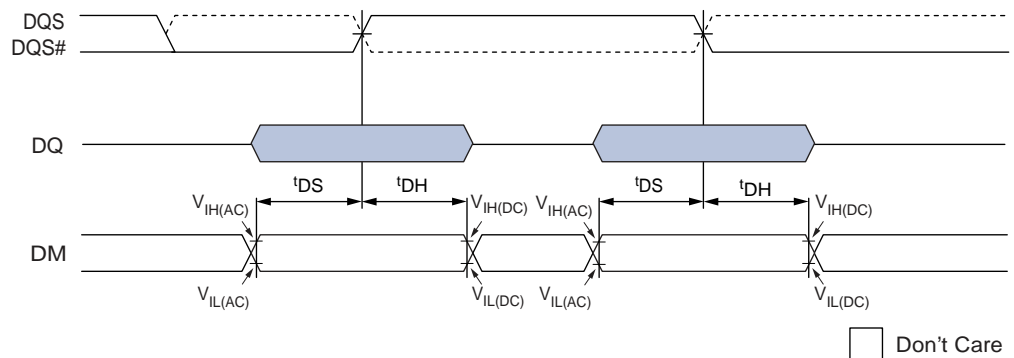 DQS
DQS#
DQ
tDS tDH tDS tDH
VIH(AC) VIH(DC) VIH(AC) VIH(DC)
DM
VIL(AC) VIL(DC) VIL(AC) VIL(DC)
Don't Care